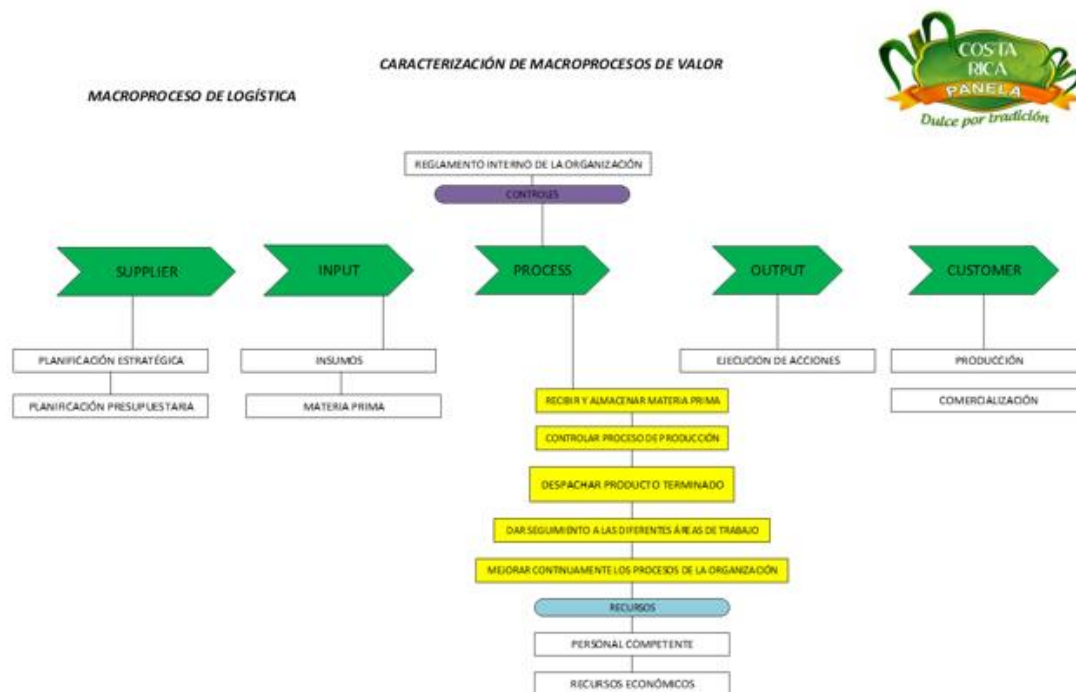 CARACTERIZACIÓN DE MACROPROCESOS DE VALOR
MACROPROCESO DE LOGÍSTICA
COSTA
RICA
PANELA
Dulce por tradición
REGLAMENTO INTERNO DE LA ORGANIZACIÓN
CONTROLES
SUPPLIER
INPUT
PROCESS
OUTPUT
CUSTOMER
PLANIFICACIÓN ESTRATÉGICA
INSUMOS
EJECUCION DE ACCIONES
PRODUCCIÓN
PLANIFICACIÓN PRESUPUESTARIA
MATERIA PRIMA
RECIBIR Y ALMACENAR MATERIA PRIMA
COMERCIALIZACIÓN
CONTROLAR PROCESO DE PRODUCCIÓN
DESPACHAR PRODUCTO TERMINADO
DAR SEGUIMIENTO A LAS DIFERENTES ÁREAS DE TRABAJO
MEJORAR CONTINUAMENTE LOS PROCESOS DE LA ORGANIZACIÓN
RECURSOS
PERSONAL COMPETENTE
RECURSOS ECONÓMICOS